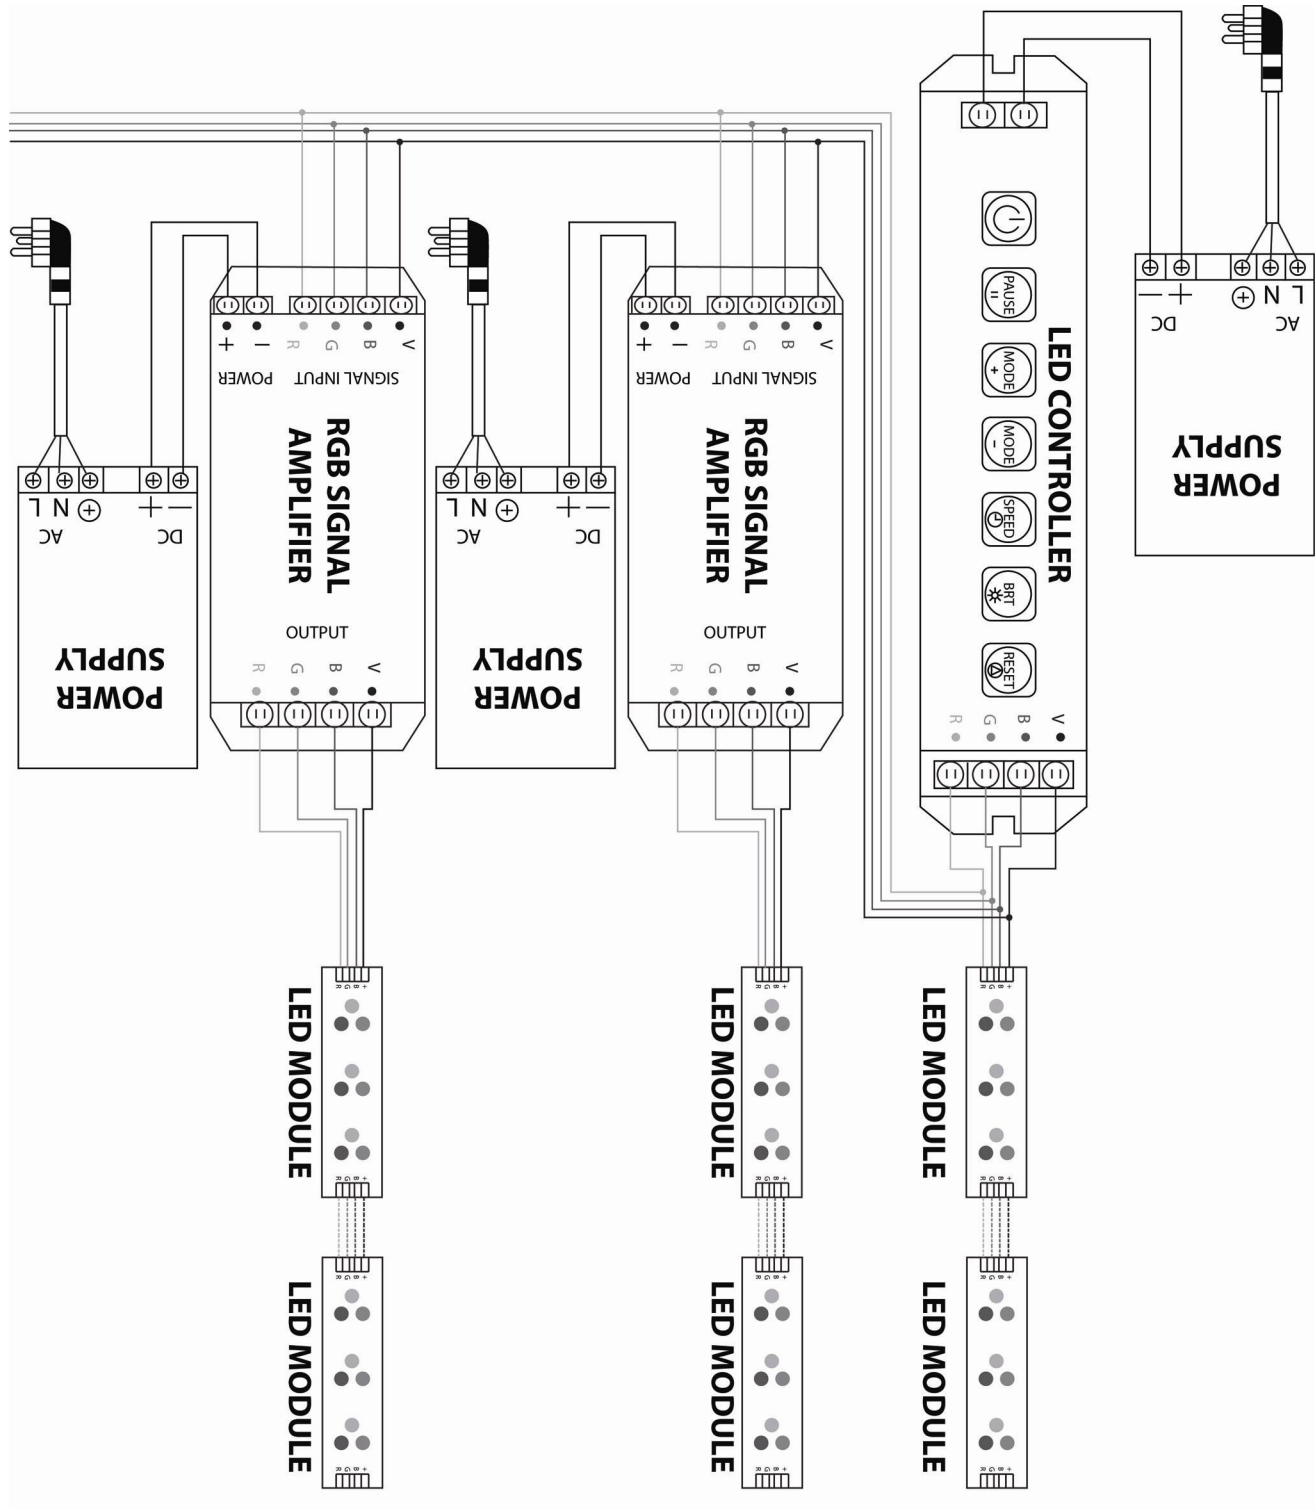 LED CONTROLLER
PAUSE
MODE
+
MODE
-
SPEED
BRT
RESET
R G B V
POWER
SUPPLY
AC
DC
L N
+ —
POWER
SIGNAL INPUT
+ —
R G B V
RGB SIGNAL
AMPLIFIER
OUTPUT
R G B V
POWER
SUPPLY
AC
DC
L N
+ —
POWER
SIGNAL INPUT
+ —
R G B V
RGB SIGNAL
AMPLIFIER
OUTPUT
R G B V
POWER
SUPPLY
AC
DC
L N
+ —
LED MODULE
R G B +
R G B +
LED MODULE
R G B +
R G B +
LED MODULE
R G B +
R G B +
LED MODULE
R G B +
R G B +
LED MODULE
R G B +
R G B +
LED MODULE
R G B +
R G B +